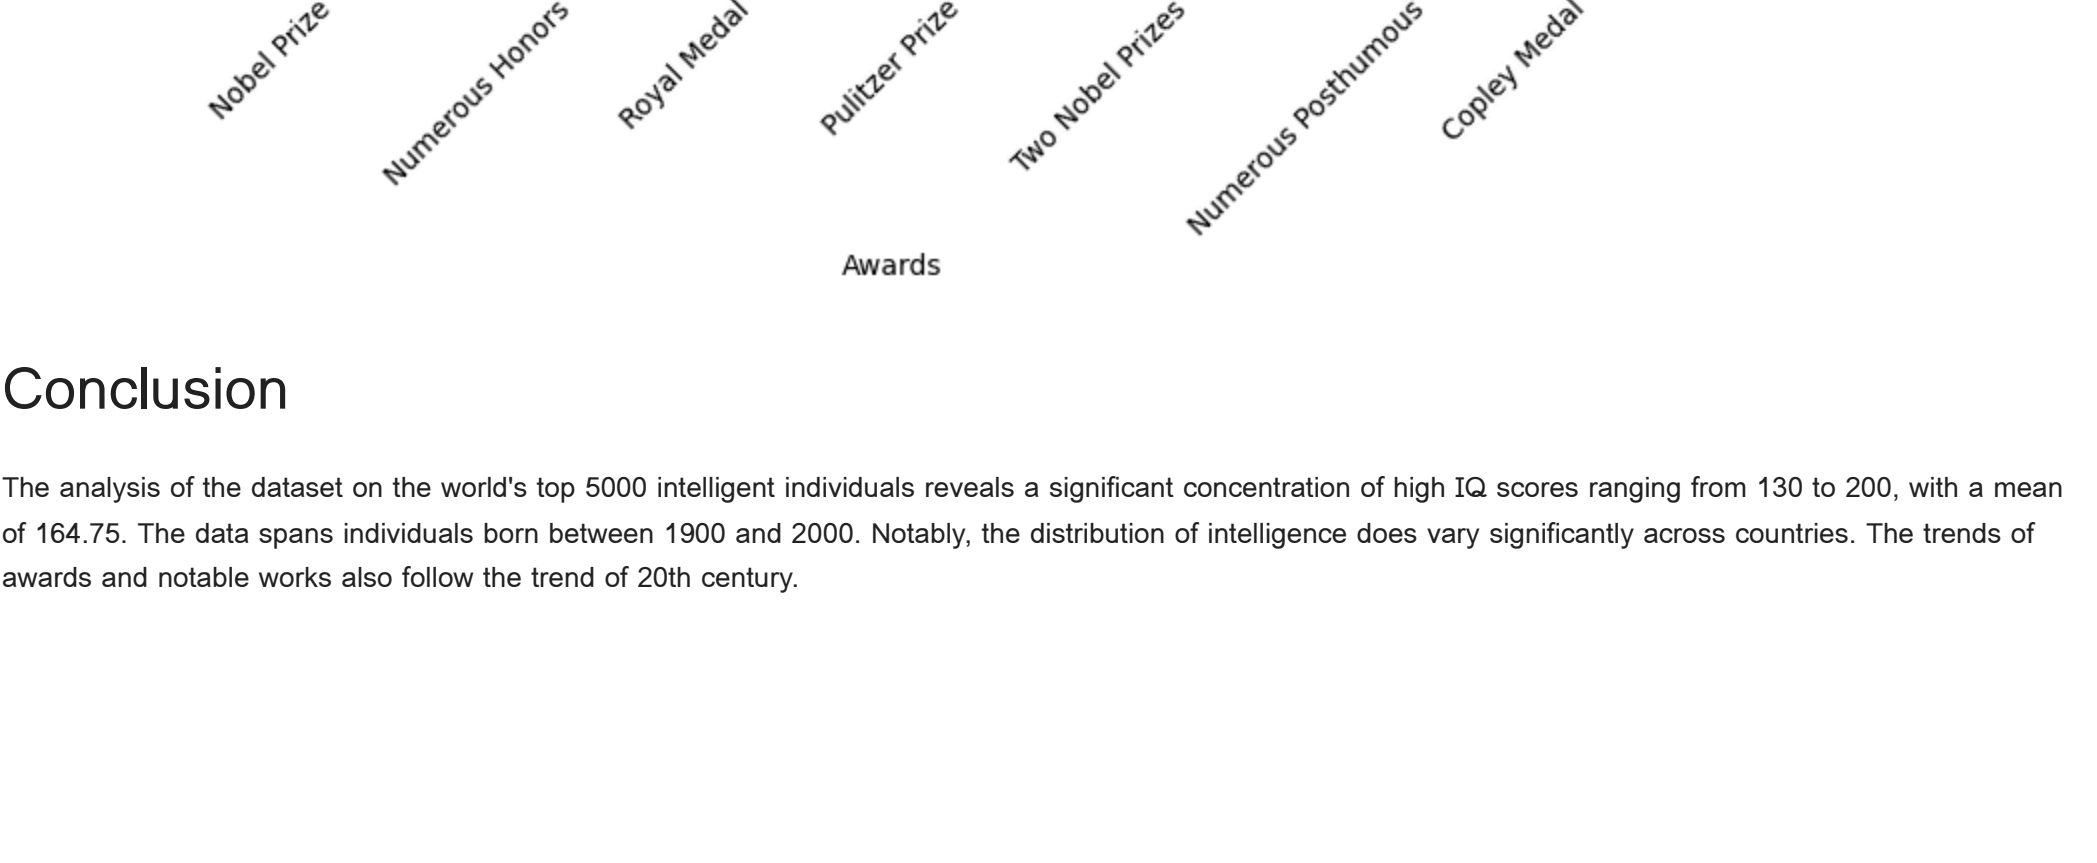 Nobel Prize
Numerous Honors
Royal Medal
Pulitzer Prize
Two Nobel Prizes
Numerous Posthumous
Copley Medal
Awards
Conclusion
The analysis of the dataset on the world's top 5000 intelligent individuals reveals a significant concentration of high IQ scores ranging from 130 to 200, with a mean
of 164.75. The data spans individuals born between 1900 and 2000. Notably, the distribution of intelligence does vary significantly across countries. The trends of
awards and notable works also follow the trend of 20th century.